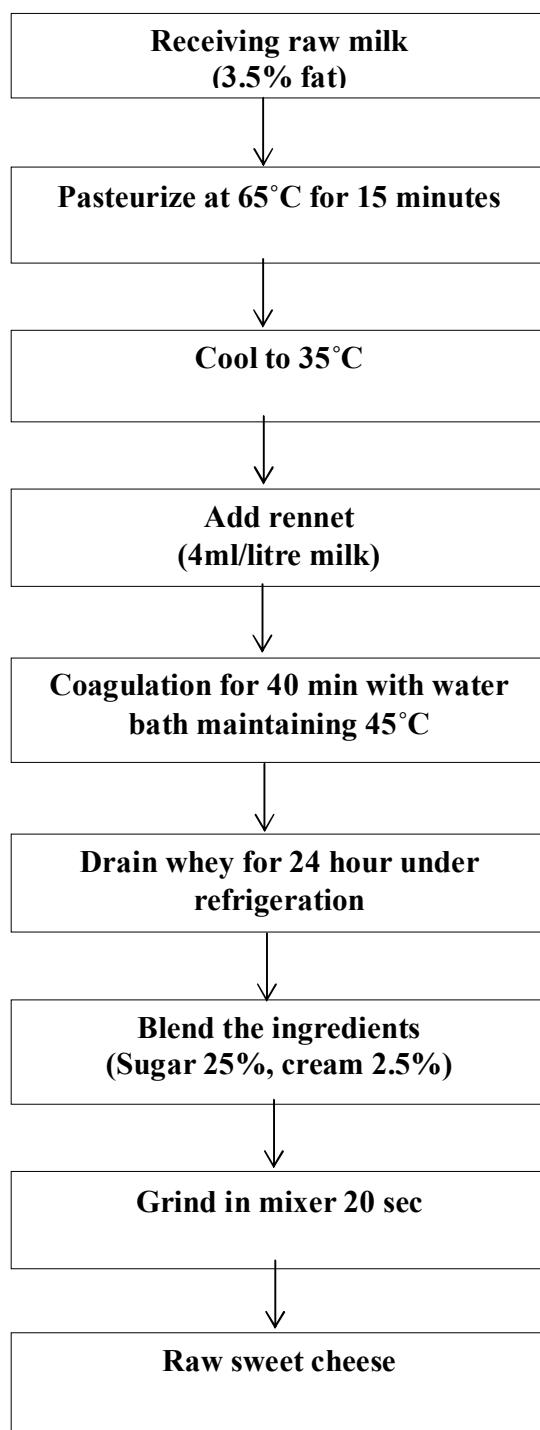 Receiving raw milk
(3.5% fat)
Pasteurize at 65˚C for 15 minutes
Cool to 35˚C
Add rennet
(4ml/litre milk)
Coagulation for 40 min with water
bath maintaining 45˚C
Drain whey for 24 hour under
refrigeration
Blend the ingredients
(Sugar 25%, cream 2.5%)
Grind in mixer 20 sec
Raw sweet cheese